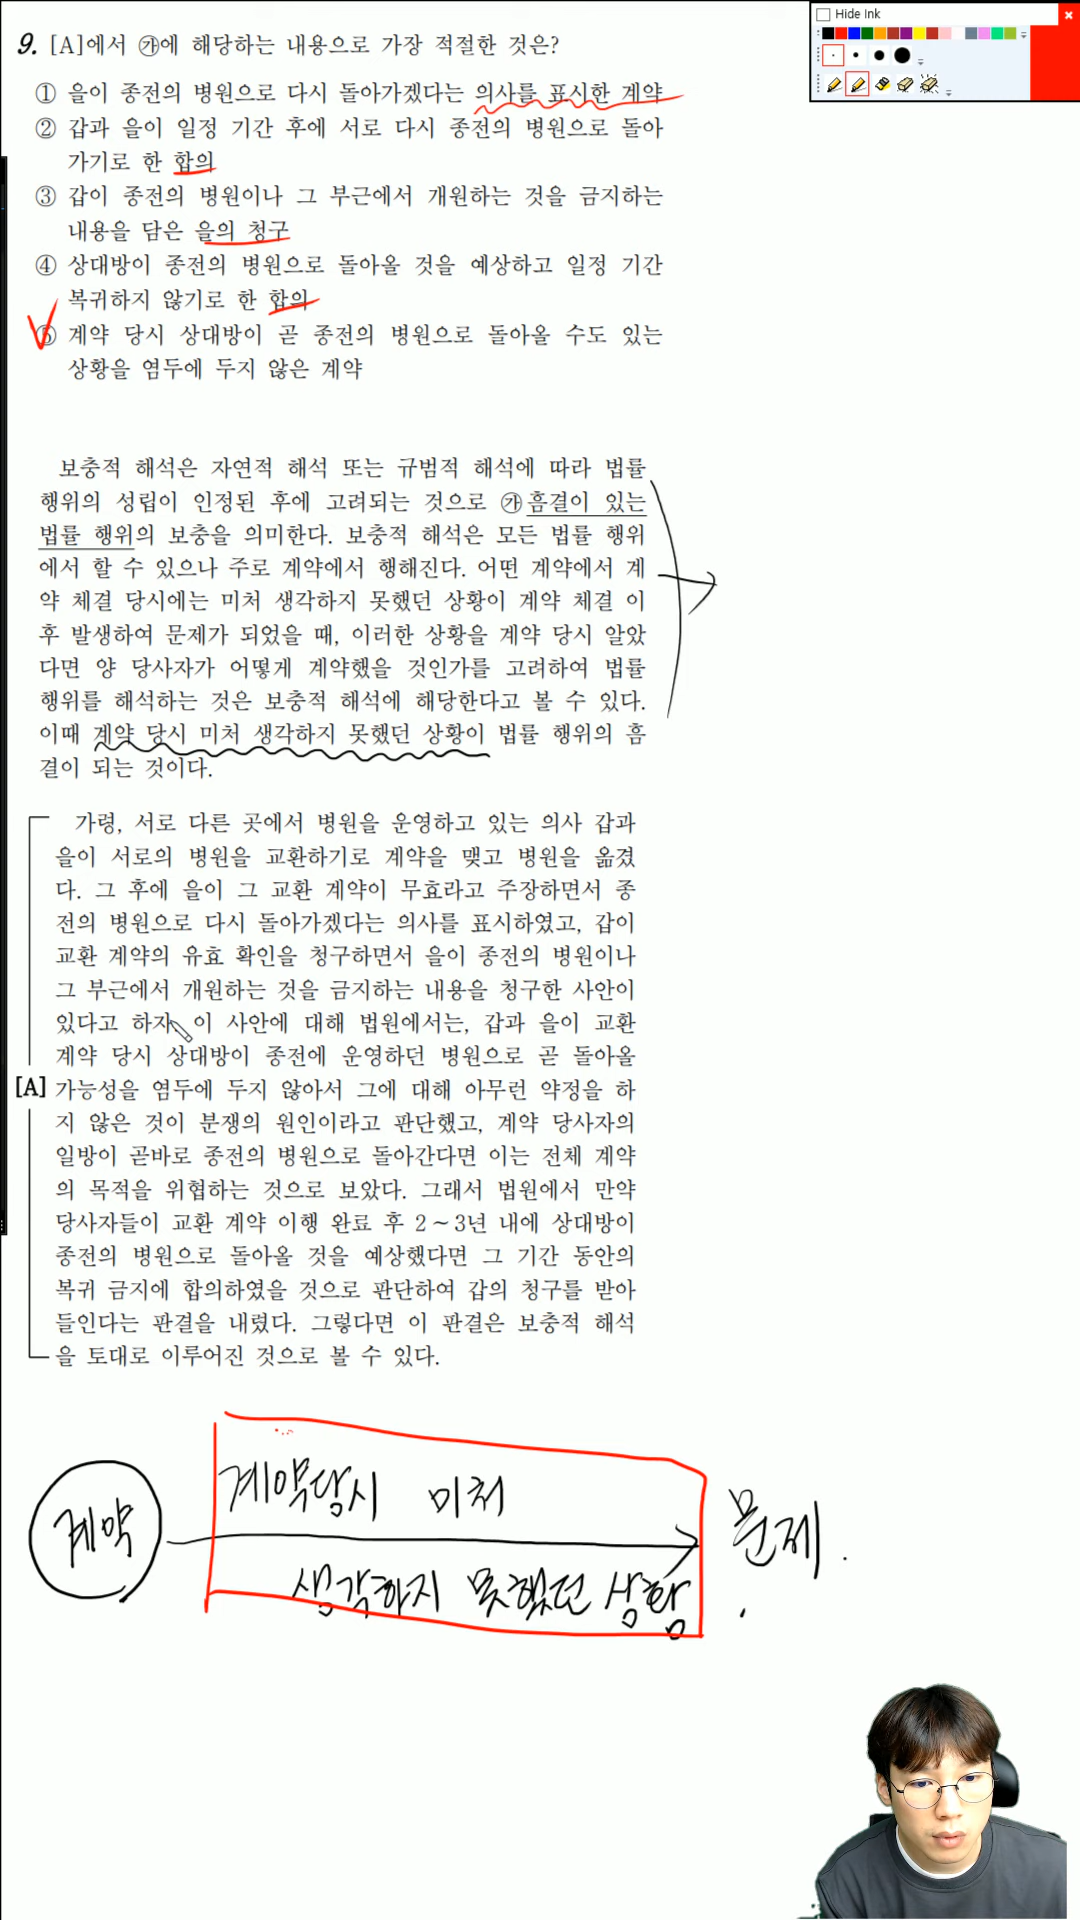 Hide Ink
9. [A]에서 ㉮에 해당하는 내용으로 가장 적절한 것은?
① 을이 종전의 병원으로 다시 돌아가겠다는 의사를 표시한 계약
② 갑과 을이 일정 기간 후에 서로 다시 종전의 병원으로 돌아
가기로 한 합의
③ 갑이 종전의 병원이나 그 부근에서 개원하는 것을 금지하는
내용을 담은 을의 청구
④ 상대방이 종전의 병원으로 돌아올 것을 예상하고 일정 기간
복귀하지 않기로 한 합의
⑤ 계약 당시 상대방이 곧 종전의 병원으로 돌아올 수도 있는
상황을 염두에 두지 않은 계약
보충적 해석은 자연적 해석 또는 규범적 해석에 따라 법률
행위의 성립이 인정된 후에 고려되는 것으로 ㉮ 흠결이 있는
법률 행위의 보충을 의미한다. 보충적 해석은 모든 법률 행위
에서 할 수 있으나 주로 계약에서 행해진다. 어떤 계약에서 계
약 체결 당시에는 미처 생각하지 못했던 상황이 계약 체결 이
후 발생하여 문제가 되었을 때, 이러한 상황을 계약 당시 알았
다면 양 당사자가 어떻게 계약했을 것인가를 고려하여 법률
행위를 해석하는 것은 보충적 해석에 해당한다고 볼 수 있다.
이때 계약 당시 미처 생각하지 못했던 상황이 법률 행위의 흠
결이 되는 것이다.
가령, 서로 다른 곳에서 병원을 운영하고 있는 의사 갑과
을이 서로의 병원을 교환하기로 계약을 맺고 병원을 옮겼
다. 그 후에 을이 그 교환 계약이 무효라고 주장하면서 종
전의 병원으로 다시 돌아가겠다는 의사를 표시하였고, 갑이
교환 계약의 유효 확인을 청구하면서 을이 종전의 병원이나
그 부근에서 개원하는 것을 금지하는 내용을 청구한 사안이
있다고 하자. 이 사안에 대해 법원에서는, 갑과 을이 교환
계약 당시 상대방이 종전에 운영하던 병원으로 곧 돌아올
[A] 가능성을 염두에 두지 않아서 그에 대해 아무런 약정을 하
지 않은 것이 분쟁의 원인이라고 판단했고, 계약 당사자의
일방이 곧바로 종전의 병원으로 돌아간다면 이는 전체 계약
의 목적을 위협하는 것으로 보았다. 그래서 법원에서 만약
당사자들이 교환 계약 이행 완료 후 2~3년 내에 상대방이
종전의 병원으로 돌아올 것을 예상했다면 그 기간 동안의
복귀 금지에 합의하였을 것으로 판단하여 갑의 청구를 받아
들인다는 판결을 내렸다. 그렇다면 이 판결은 보충적 해석
을 토대로 이루어진 것으로 볼 수 있다.
계약당시 미처
계약 문제.
생각하지 못했던 상황